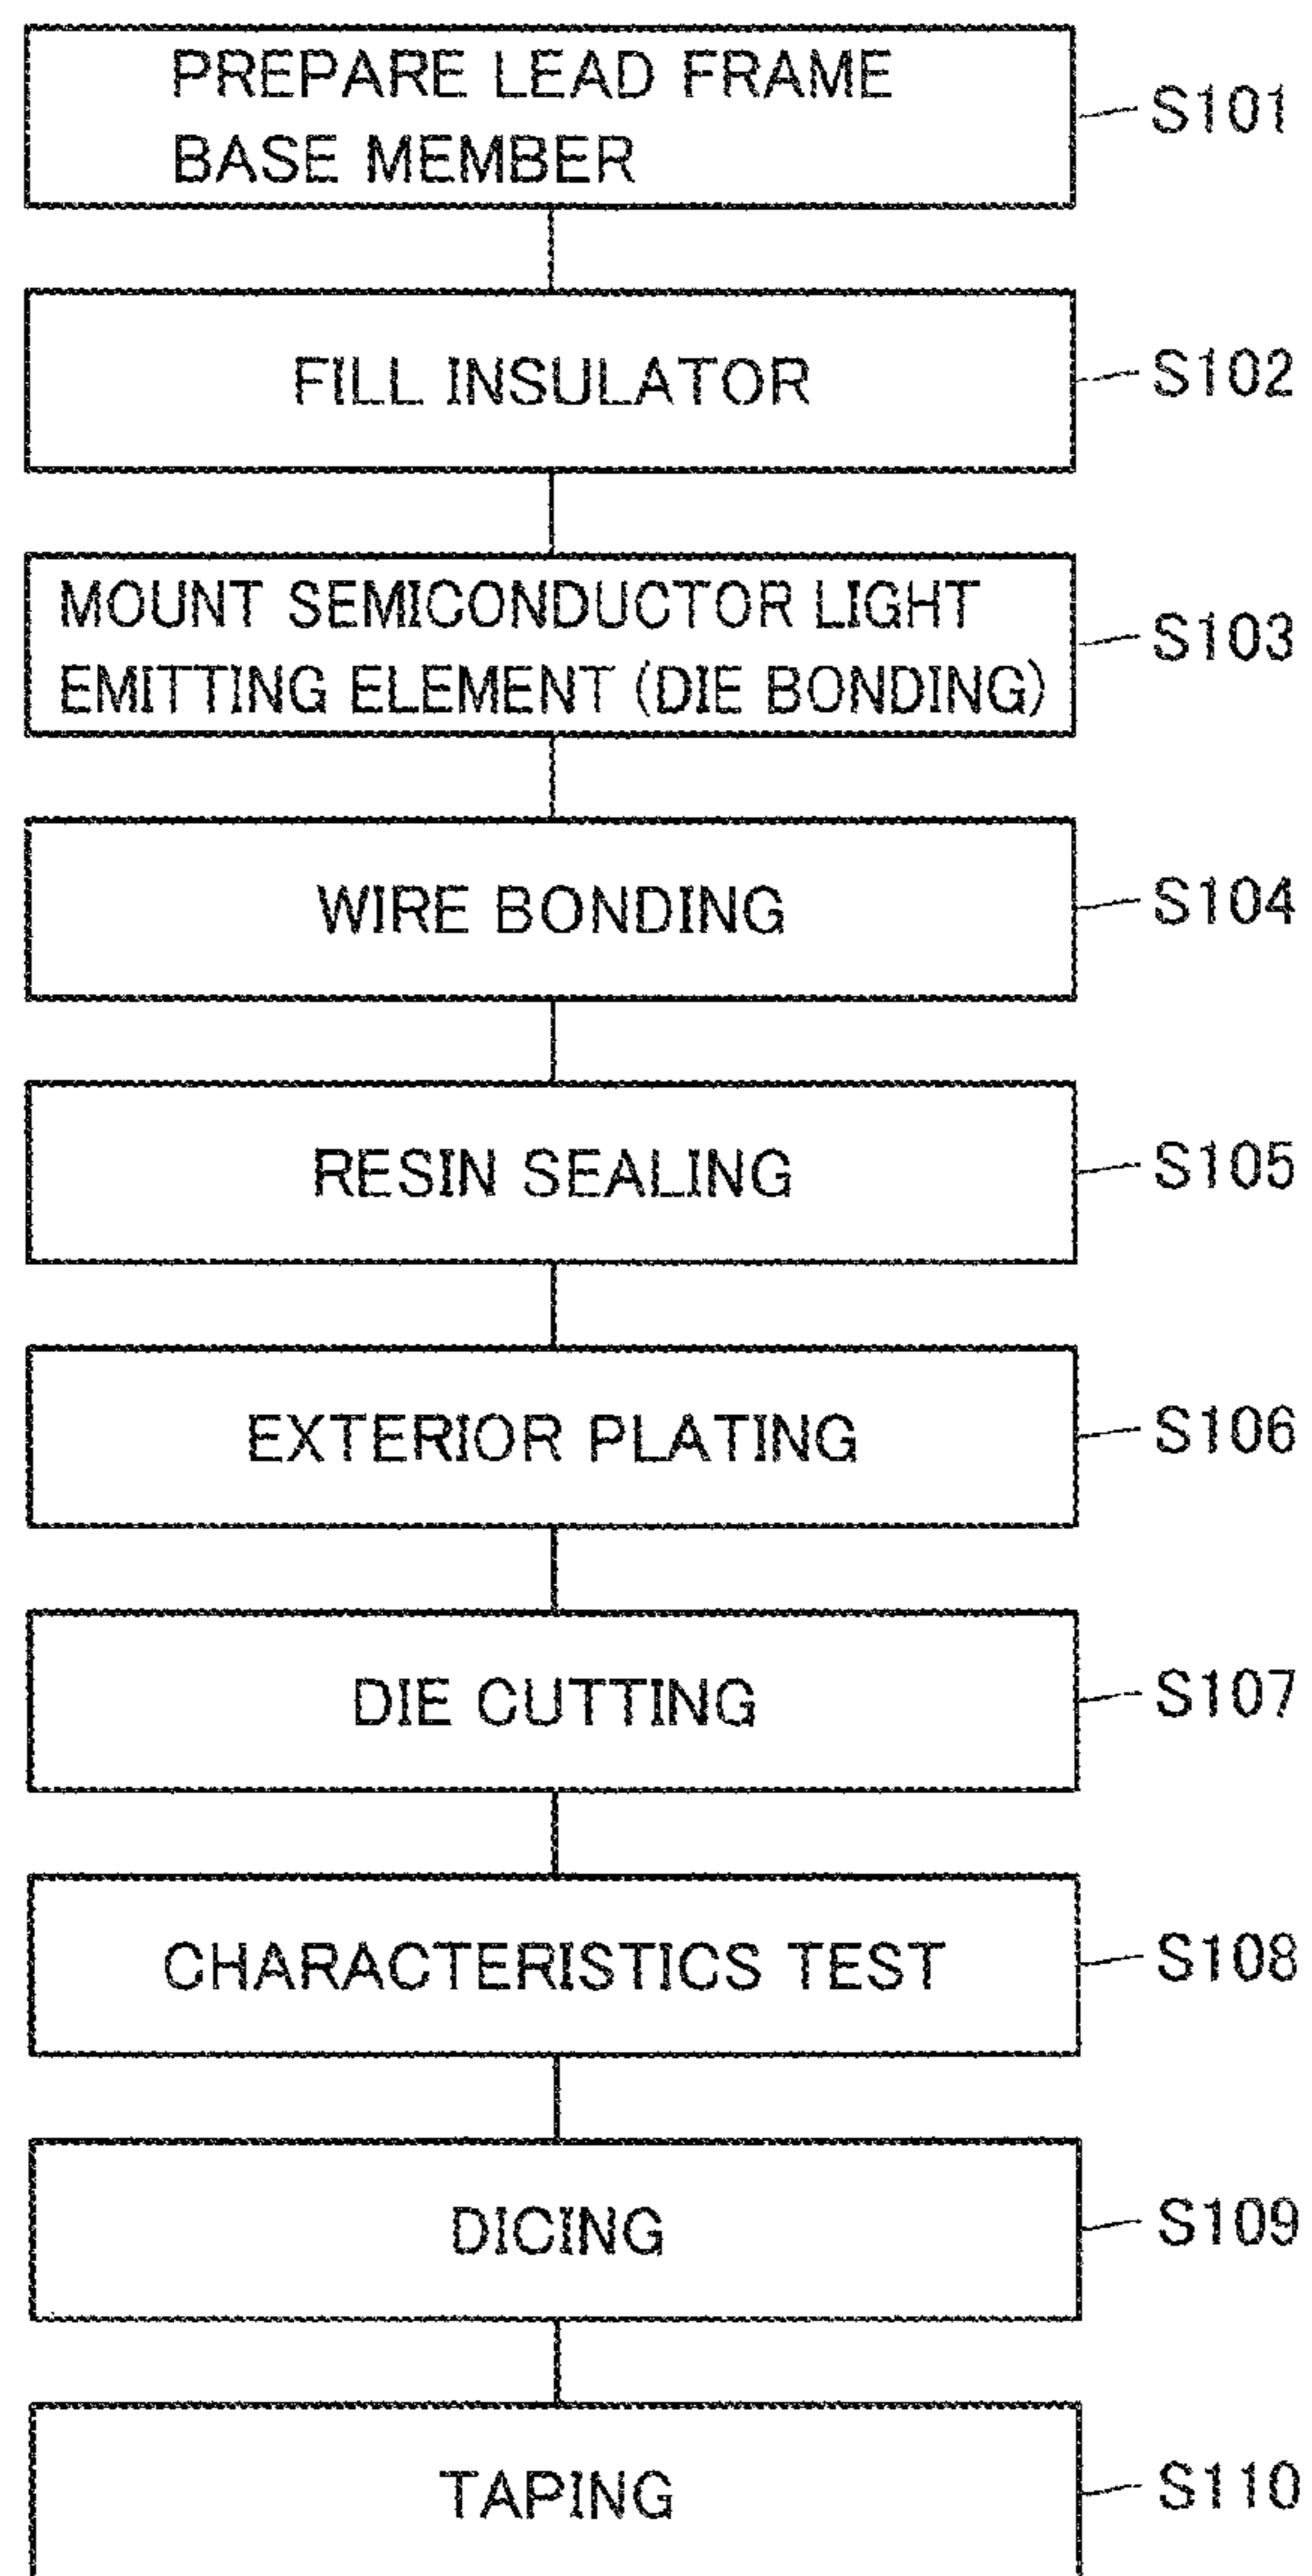 PREPARE LEAD FRAME
BASE MEMBER
S101
FILL INSULATOR
S102
MOUNT SEMICONDUCTOR LIGHT
EMITTING ELEMENT (DIE BONDING)
S103
WIRE BONDING
S104
RESIN SEALING
S105
EXTERIOR PLATING
S106
DIE CUTTING
S107
CHARACTERISTICS TEST
S108
DICING
S109
TAPING
S110